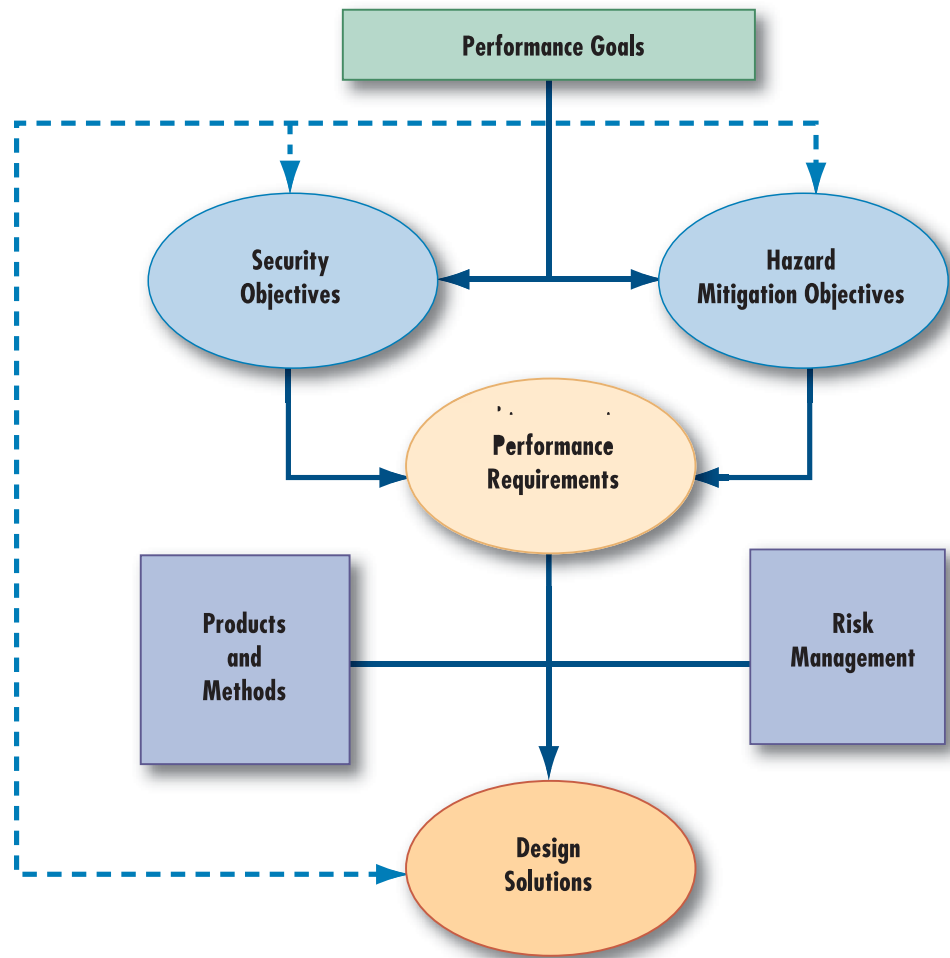 Performance Goals
Security
Objectives
Hazard
Mitigation Objectives
Performance
Requirements
Products
and
Methods
Risk
Management
Design
Solutions